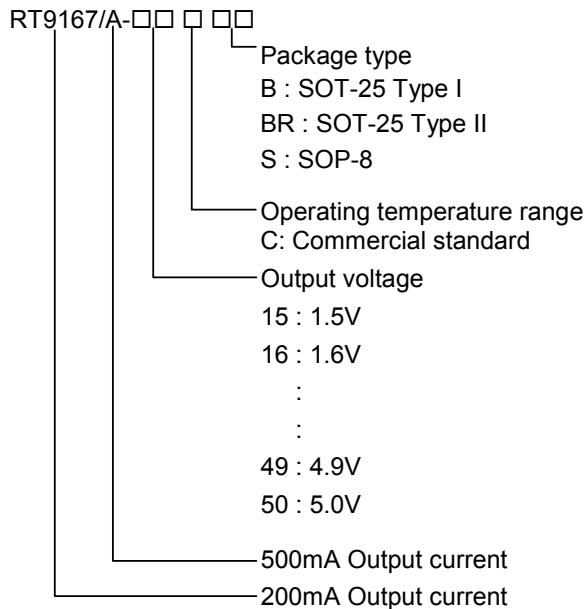 RT9167/A-□□ □ □□
Package type
B : SOT-25 Type I
BR : SOT-25 Type II
S : SOP-8
Operating temperature range
C: Commercial standard
Output voltage
15 : 1.5V
16 : 1.6V
:
:
49 : 4.9V
50 : 5.0V
500mA Output current
200mA Output current